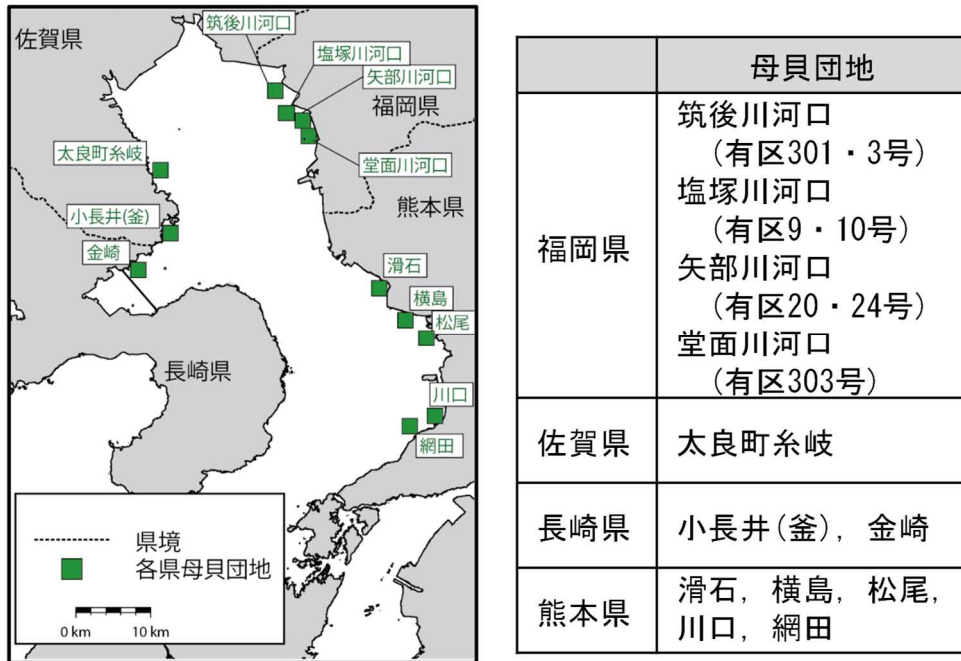 佐賀県
筑後川河口
塩塚川河口
矢部川河口
福岡県
堂面川河口
太良町糸岐
熊本県
小長井(釜)
金崎
滑石
横島
松尾
長崎県
川口
網田
県境
各県母貝団地
0 km 10 km
母貝団地
福岡県
筑後川河口
(有区301・3号)
塩塚川河口
(有区9・10号)
矢部川河口
(有区20・24号)
堂面川河口
(有区303号)
佐賀県 太良町糸岐
長崎県 小長井(釜), 金崎
熊本県
滑石, 横島, 松尾,
川口, 網田